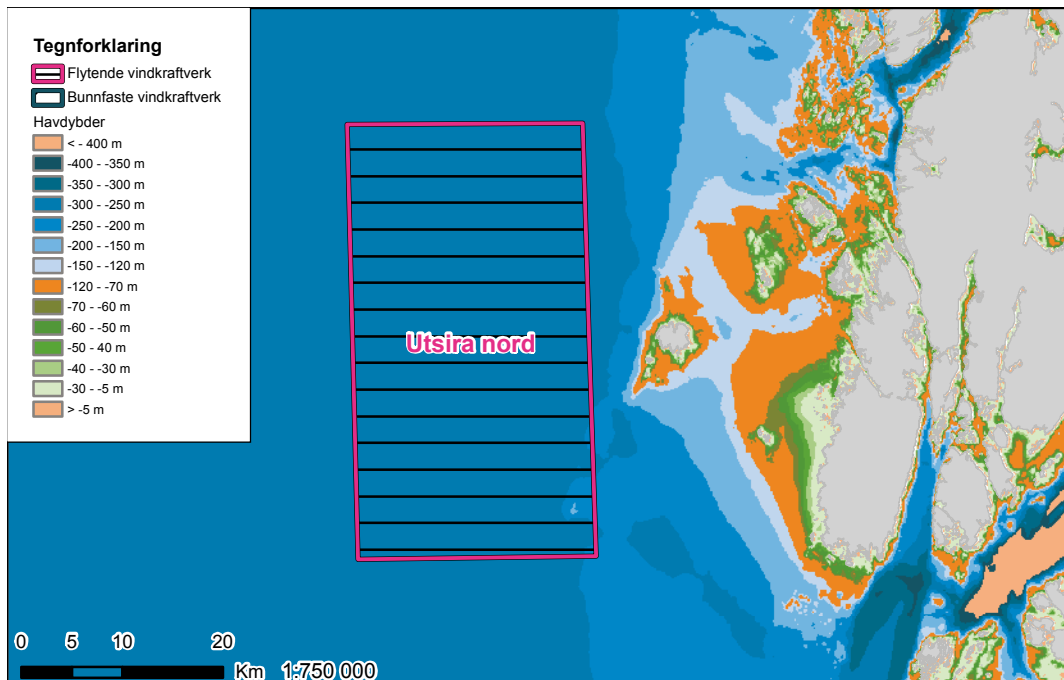 Tegnforklaring
Flytende vindkraftverk
Bunnfaste vindkraftverk
Havdybder
< - 400 m
-400 - -350 m
-350 - -300 m
-300 - -250 m
-250 - -200 m
-200 - -150 m
-150 - -120 m
-120 - -70 m
-70 - -60 m
-60 - -50 m
-50 - 40 m
-40 - -30 m
-30 - -5 m
> -5 m
Utsira nord
0 5 10 20
Km 1:750 000